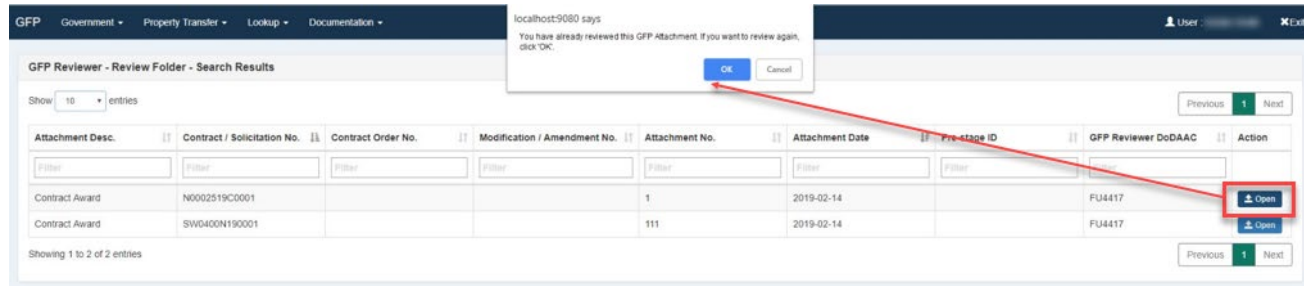 GFP Government Property Transfer Lookup Documentation User : Exit
localhost:9080 says
You have already reviewed this GFP Attachment. If you want to review again,
click 'OK'.
OK Cancel
GFP Reviewer - Review Folder - Search Results
Show 10 entries
Previous 1 Next
Attachment Desc. Contract / Solicitation No. Contract Order No. Modification / Amendment No. Attachment No. Attachment Date Pre-stage ID GFP Reviewer DoDAAC Action
Filter Filter Filter Filter Filter Filter Filter Filter
Contract Award N0002519C0001 1 2019-02-14 FU4417 Open
Contract Award SW0400N190001 111 2019-02-14 FU4417 Open
Showing 1 to 2 of 2 entries
Previous 1 Next